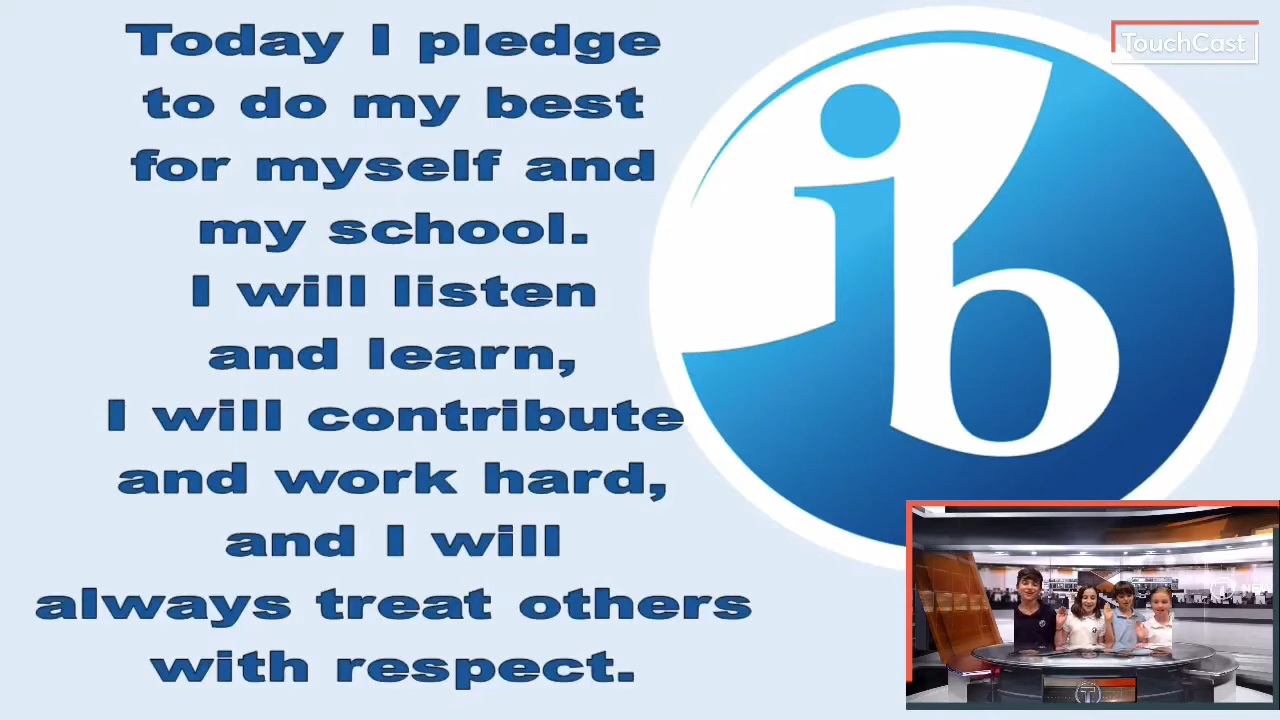 Today I pledge
to do my best
for myself and
my school.
I will listen
and learn,
I will contribute
and work hard,
and I will
always treat others
with respect.
ib
TouchCast
T